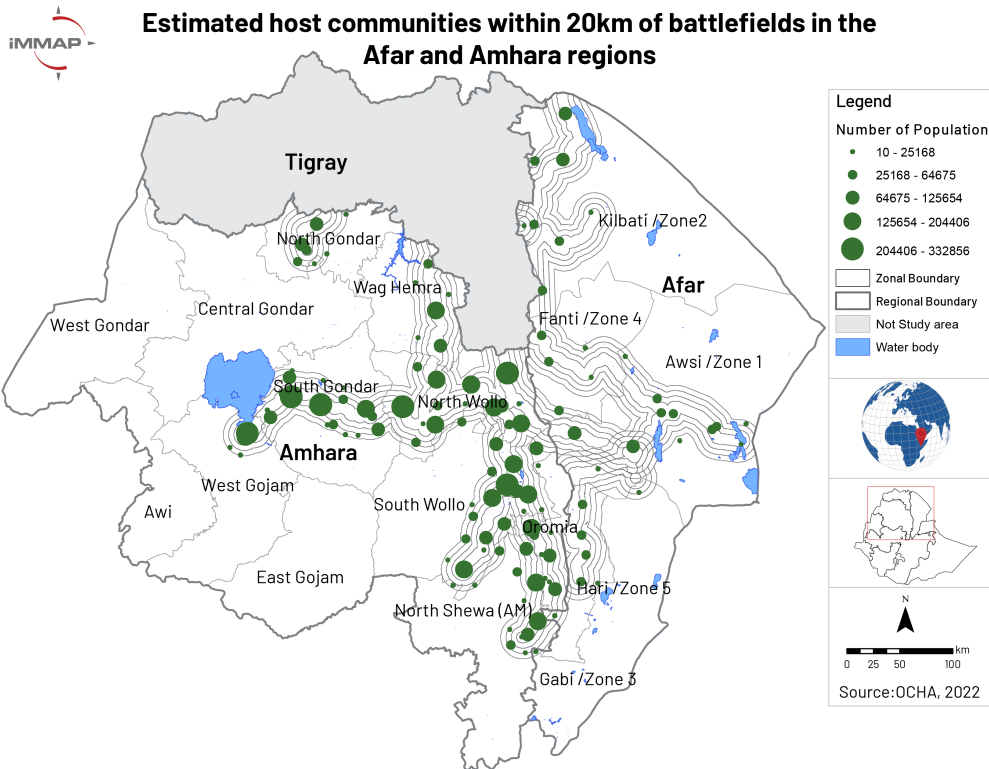 iMMAP
Estimated host communities within 20km of battlefields in the
Afar and Amhara regions
Tigray
North Gondar
Kilbati /Zone2
Wag Hemra
Afar
Central Gondar
West Gondar
Fanti /Zone 4
Awsi /Zone 1
South Gondar
North Wollo
Amhara
West Gojam
South Wollo
Awi
Oromia
East Gojam
Hari /Zone 5
North Shewa (AM)
Gabi /Zone 3
Legend
Number of Population
10 - 25168
25168 - 64675
64675 - 125654
125654 - 204406
204406 - 332856
Zonal Boundary
Regional Boundary
Not Study area
Water body
N
km
0 25 50 100
Source:OCHA, 2022